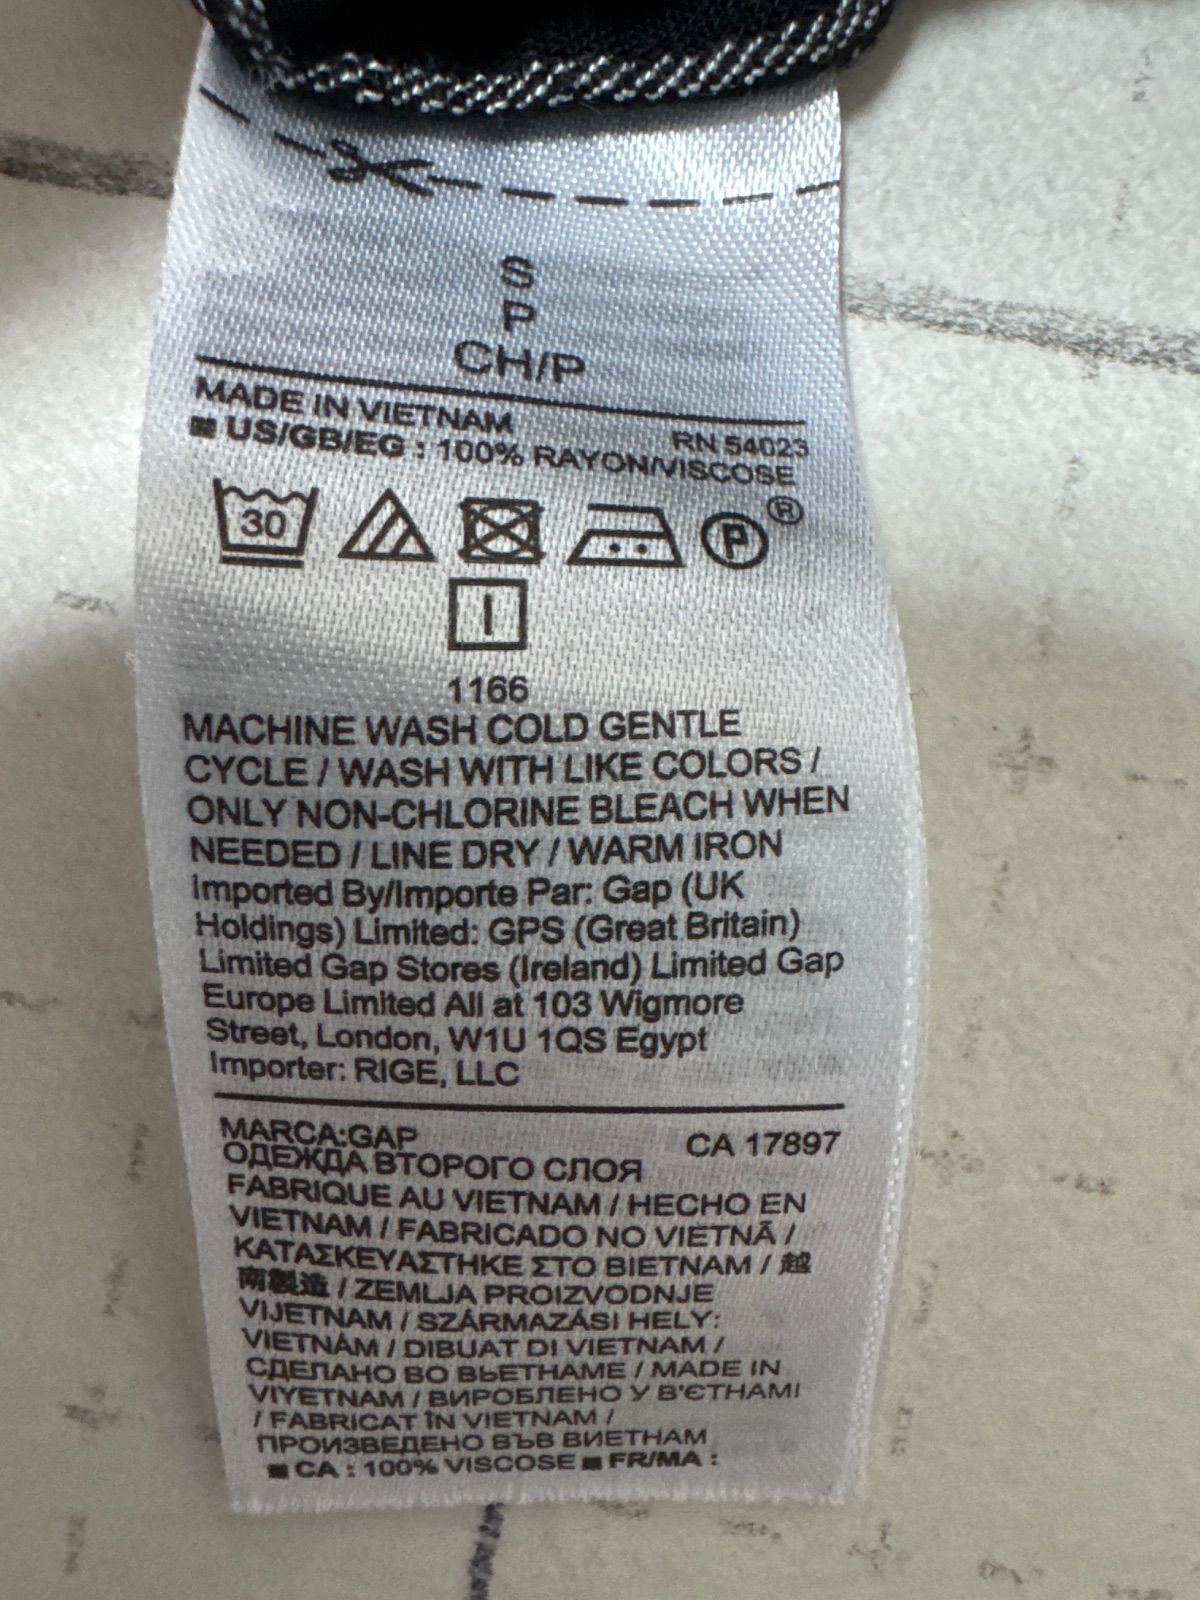 S
P
CH/P
MADE IN VIETNAM
RN 54023
US/GB/EG : 100% RAYON/VISCOSE
30
P ®
1166
MACHINE WASH COLD GENTLE
CYCLE / WASH WITH LIKE COLORS /
ONLY NON-CHLORINE BLEACH WHEN
NEEDED / LINE DRY / WARM IRON
Imported By/Importe Par: Gap (UK
Holdings) Limited: GPS (Great Britain)
Limited Gap Stores (Ireland) Limited Gap
Europe Limited All at 103 Wigmore
Street, London, W1U 1QS Egypt
Importer: RIGE, LLC
MARCA:GAP
CA 17897
ОДЕЖДА ВТОРОГО СЛОЯ
FABRIQUE AU VIETNAM / HECHO EN
VIETNAM / FABRICADO NO VIETNÃ /
ΚΑΤΑΣΚΕΥΑΣΤΗΚΕ ΣΤΟ ΒΙΕΤΝΑΜ / 越
南製造 / ZEMLJA PROIZVODNJE
VIJETNAM / SZÁRMAZÁSI HELY:
VIETNÁM / DIBUAT DI VIETNAM /
СДЕЛАНО ВО ВЬЕТНАМЕ / MADE IN
VIYETNAM / ВИРОБЛЕНО У В'ЄТНАМІ
/ FABRICAT ÎN VIETNAM /
ПРОИЗВЕДЕНО ВЪВ ВИЕТНАМ
CA : 100% VISCOSE FR/MA :